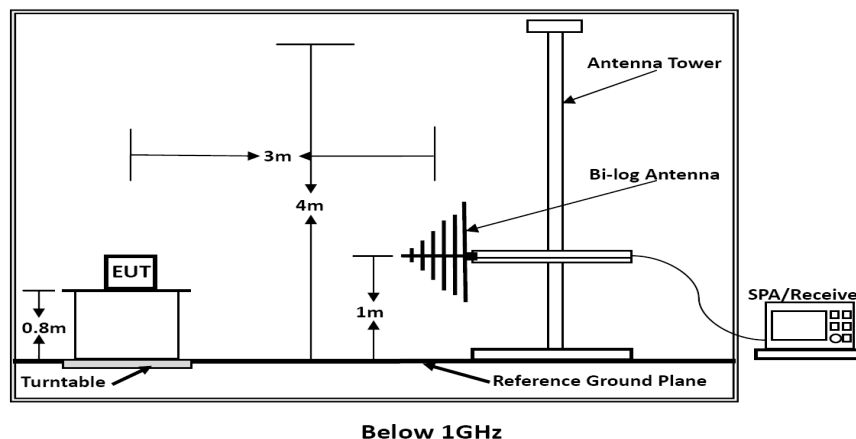 Antenna Tower
3m
Bi-log Antenna
4m
EUT
1m
0.8m
SPA/Receive
Turntable
Reference Ground Plane
Below 1GHz